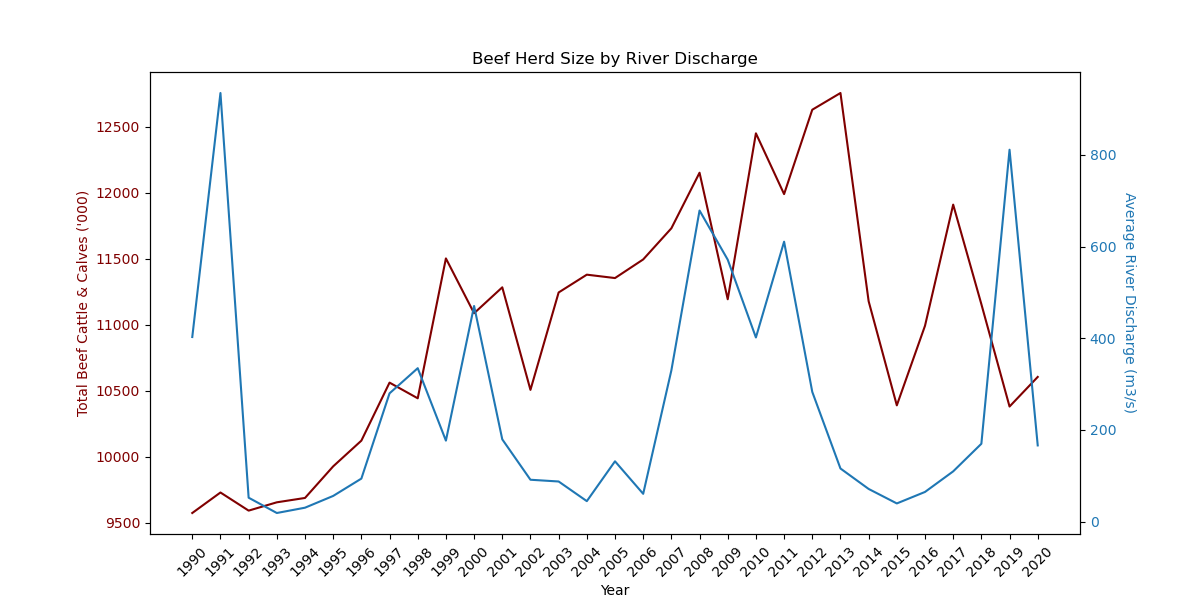 Beef Herd Size by River Discharge
12500
12000
11500
11000
10500
10000
9500
Total Beef Cattle & Calves ('000)
800
600
400
200
0
Average River Discharge (m3/s)
1990 1991 1992 1993 1994 1995 1996 1997 1998 1999 2000 2001 2002 2003 2004 2005 2006 2007 2008 2009 2010 2011 2012 2013 2014 2015 2016 2017 2018 2019 2020
Year